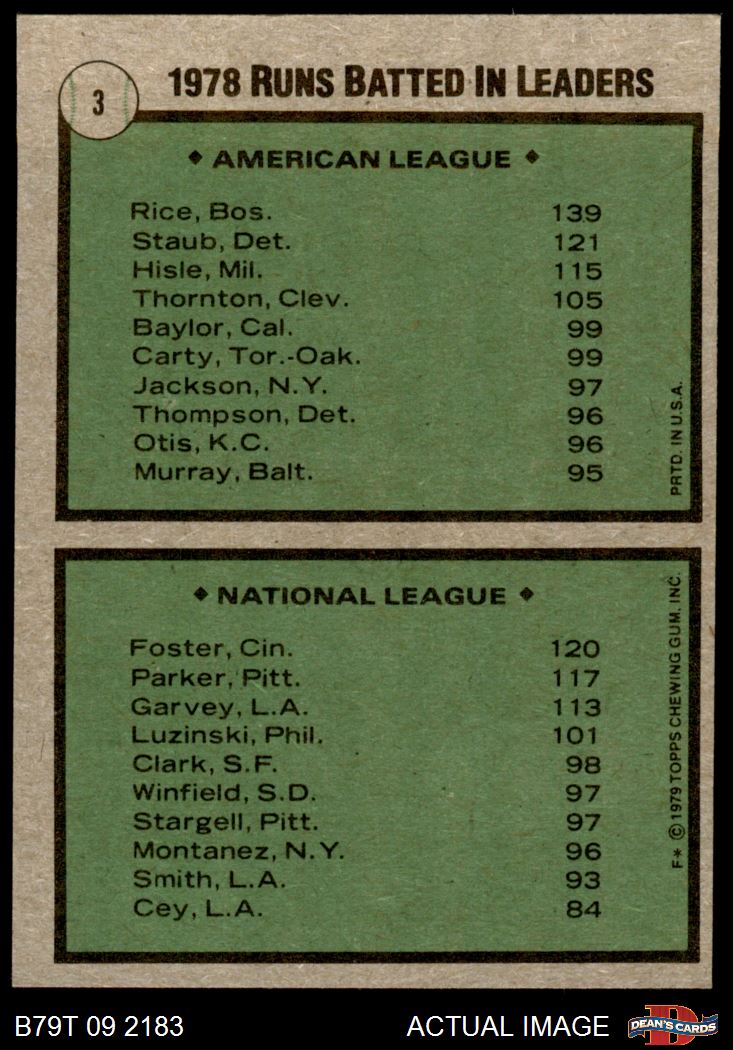 3
1978 RUNS BATTED IN LEADERS
◆ AMERICAN LEAGUE ◆
Rice, Bos. 139
Staub, Det. 121
Hisle, Mil. 115
Thornton, Clev. 105
Baylor, Cal. 99
Carty, Tor.-Oak. 99
Jackson, N.Y. 97
Thompson, Det. 96
Otis, K.C. 96
Murray, Balt. 95
PRTD. IN U.S.A.
◆ NATIONAL LEAGUE ◆
Foster, Cin. 120
Parker, Pitt. 117
Garvey, L.A. 113
Luzinski, Phil. 101
Clark, S.F. 98
Winfield, S.D. 97
Stargell, Pitt. 97
Montanez, N.Y. 96
Smith, L.A. 93
Cey, L.A. 84
F* © 1979 TOPPS CHEWING GUM. INC.
B79T 09 2183 ACTUAL IMAGE
D
DEAN'S CARDS